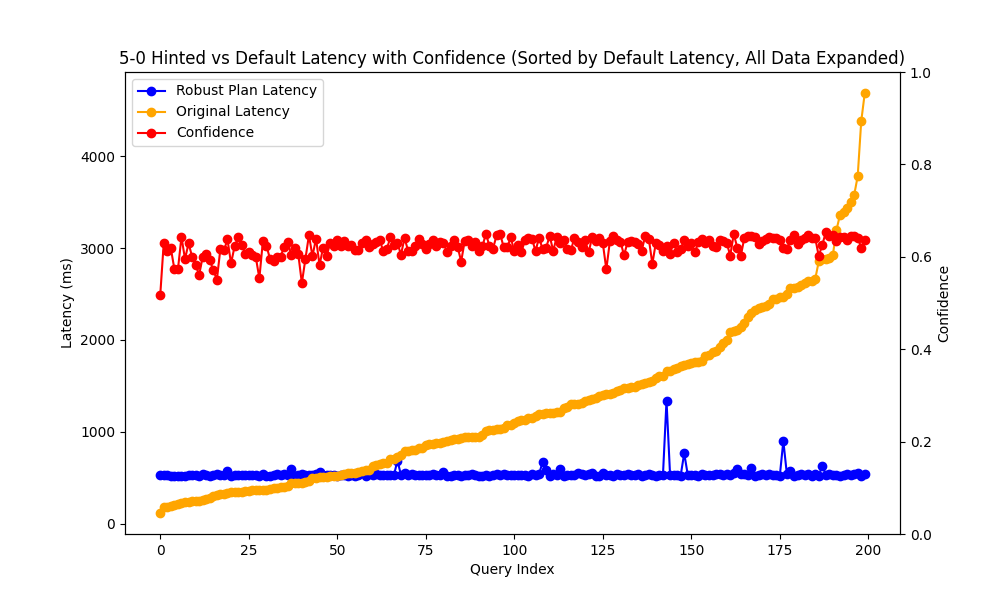 5-0 Hinted vs Default Latency with Confidence (Sorted by Default Latency, All Data Expanded)
Robust Plan Latency
Original Latency
Confidence
4000
3000
2000
1000
0
Latency (ms)
1.0
0.8
0.6
0.4
0.2
0.0
Confidence
0 25 50 75 100 125 150 175 200
Query Index